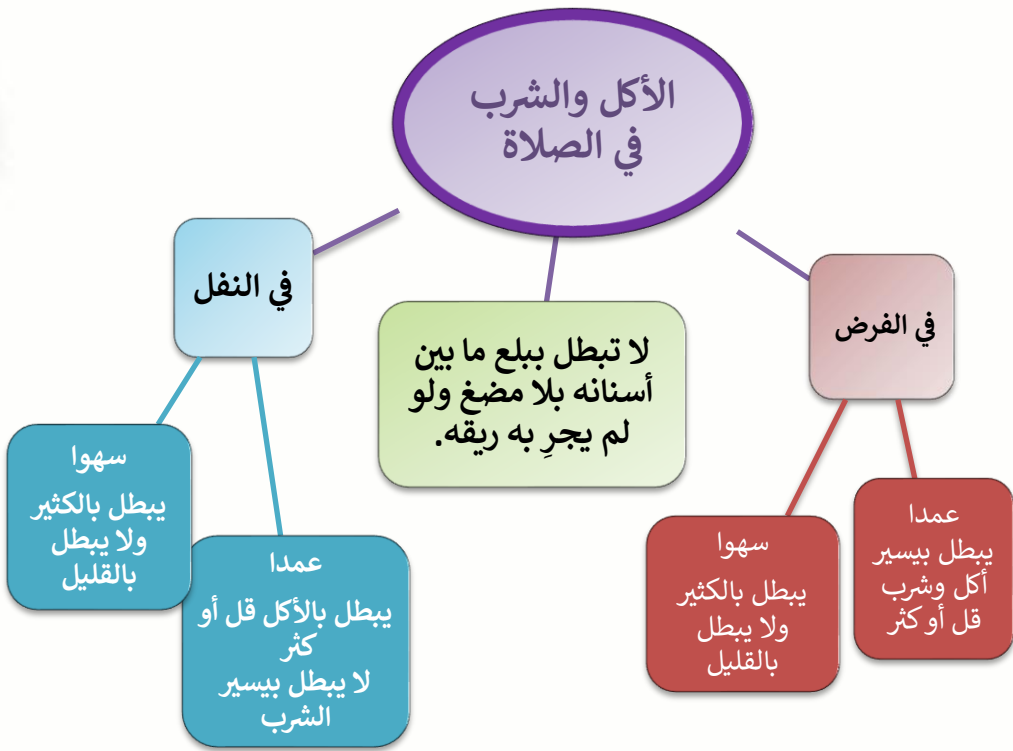 الأكل والشرب
في الصلاة
في الفرض
عمدا
يبطل بيسير
أكل وشرب
قل أو كثر
سهوا
يبطل بالكثير
ولا يبطل
بالقليل
لا تبطل ببلع ما بين
أسنانه بلا مضغ ولو
لم يجرِ به ريقه.
في النفل
عمدا
يبطل بالأكل قل أو
كثر
لا يبطل بيسير
الشرب
سهوا
يبطل بالكثير
ولا يبطل
بالقليل